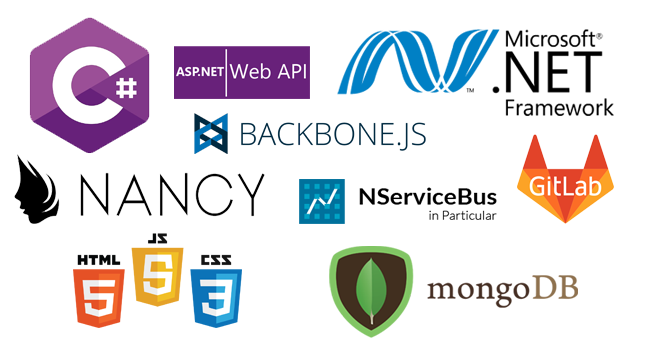 C#
ASP.NET Web API
Microsoft®
.NET™
Framework
BACKBONE.JS
NANCY
NServiceBus
in Particular
GitLab
HTML
5
JS
5
CSS
3
mongoDB